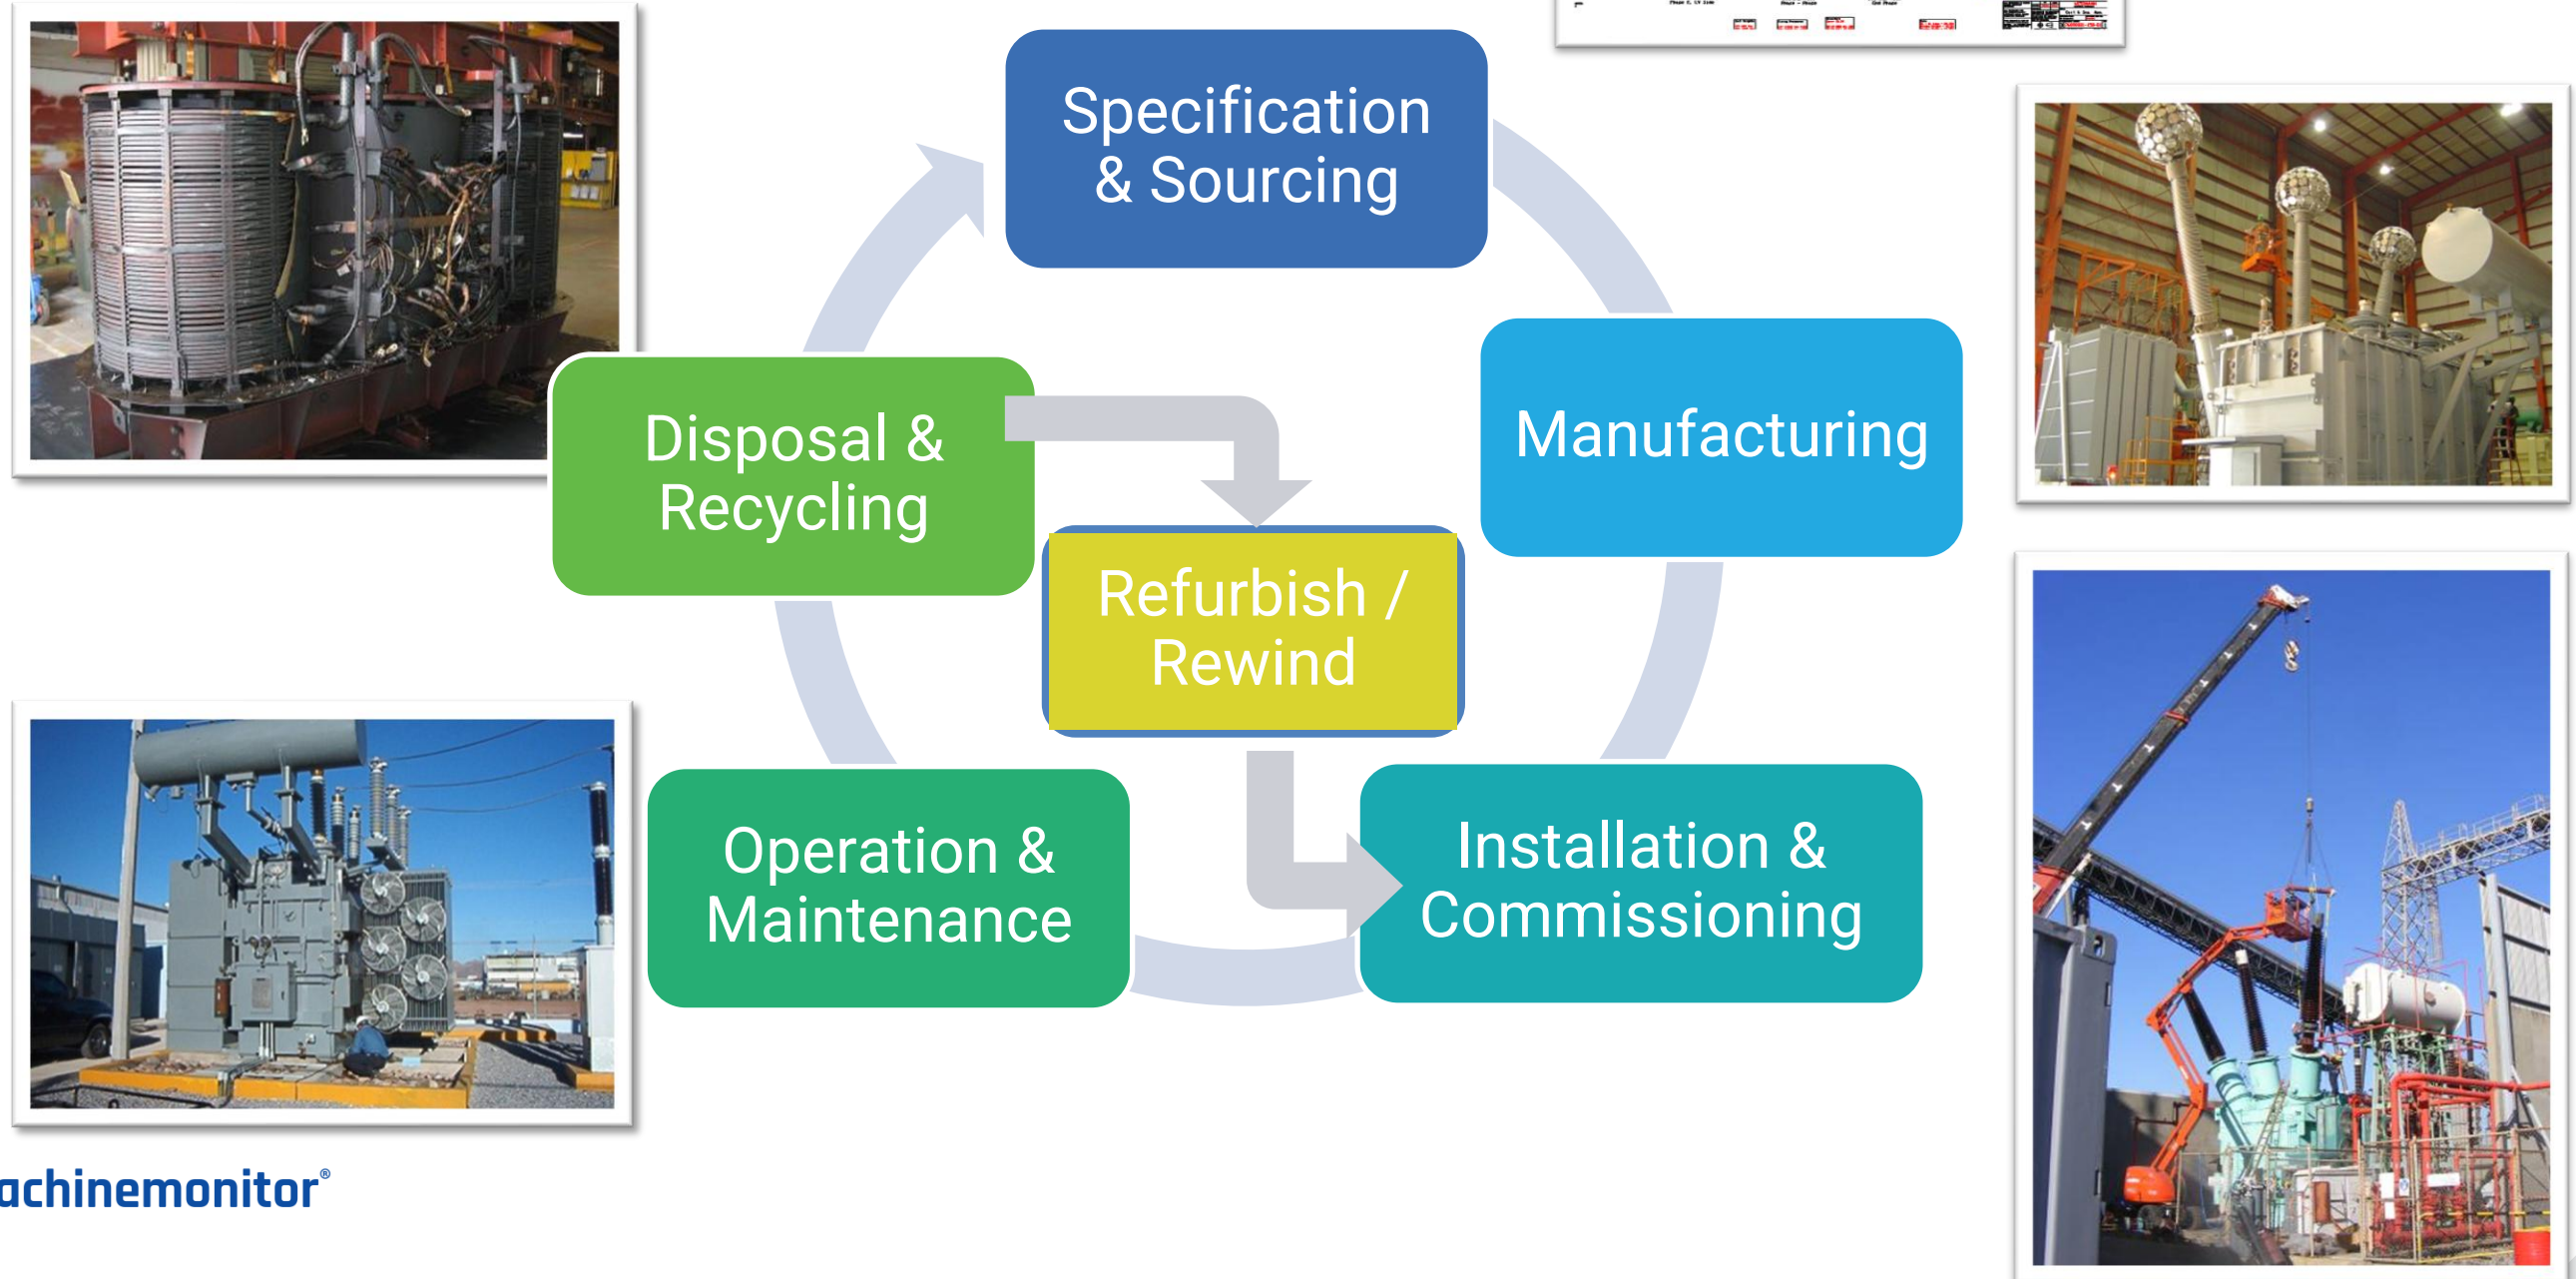 Specification
& Sourcing
Manufacturing
Disposal &
Recycling
Refurbish /
Rewind
Operation &
Maintenance
Installation &
Commissioning
achinemonitor®